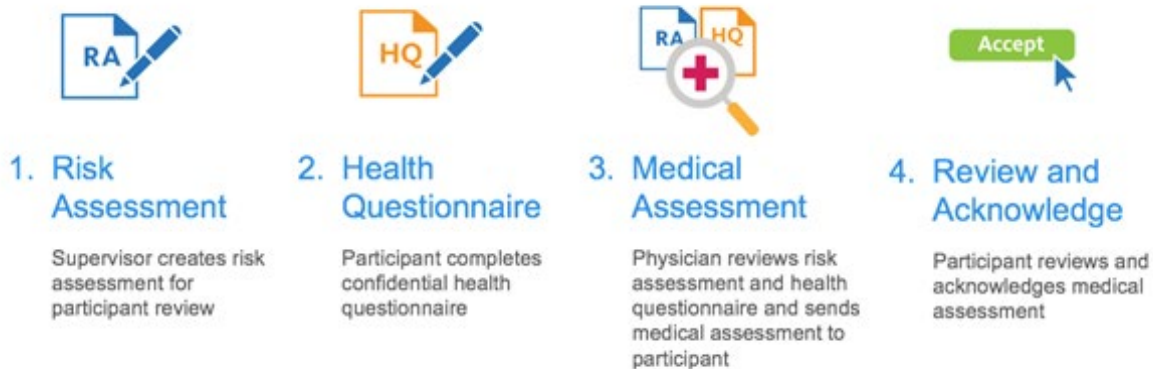 RA
HQ
RA HQ
Accept
1. Risk
Assessment
Supervisor creates risk
assessment for
participant review
2. Health
Questionnaire
Participant completes
confidential health
questionnaire
3. Medical
Assessment
Physician reviews risk
assessment and health
questionnaire and sends
medical assessment to
participant
4. Review and
Acknowledge
Participant reviews and
acknowledges medical
assessment